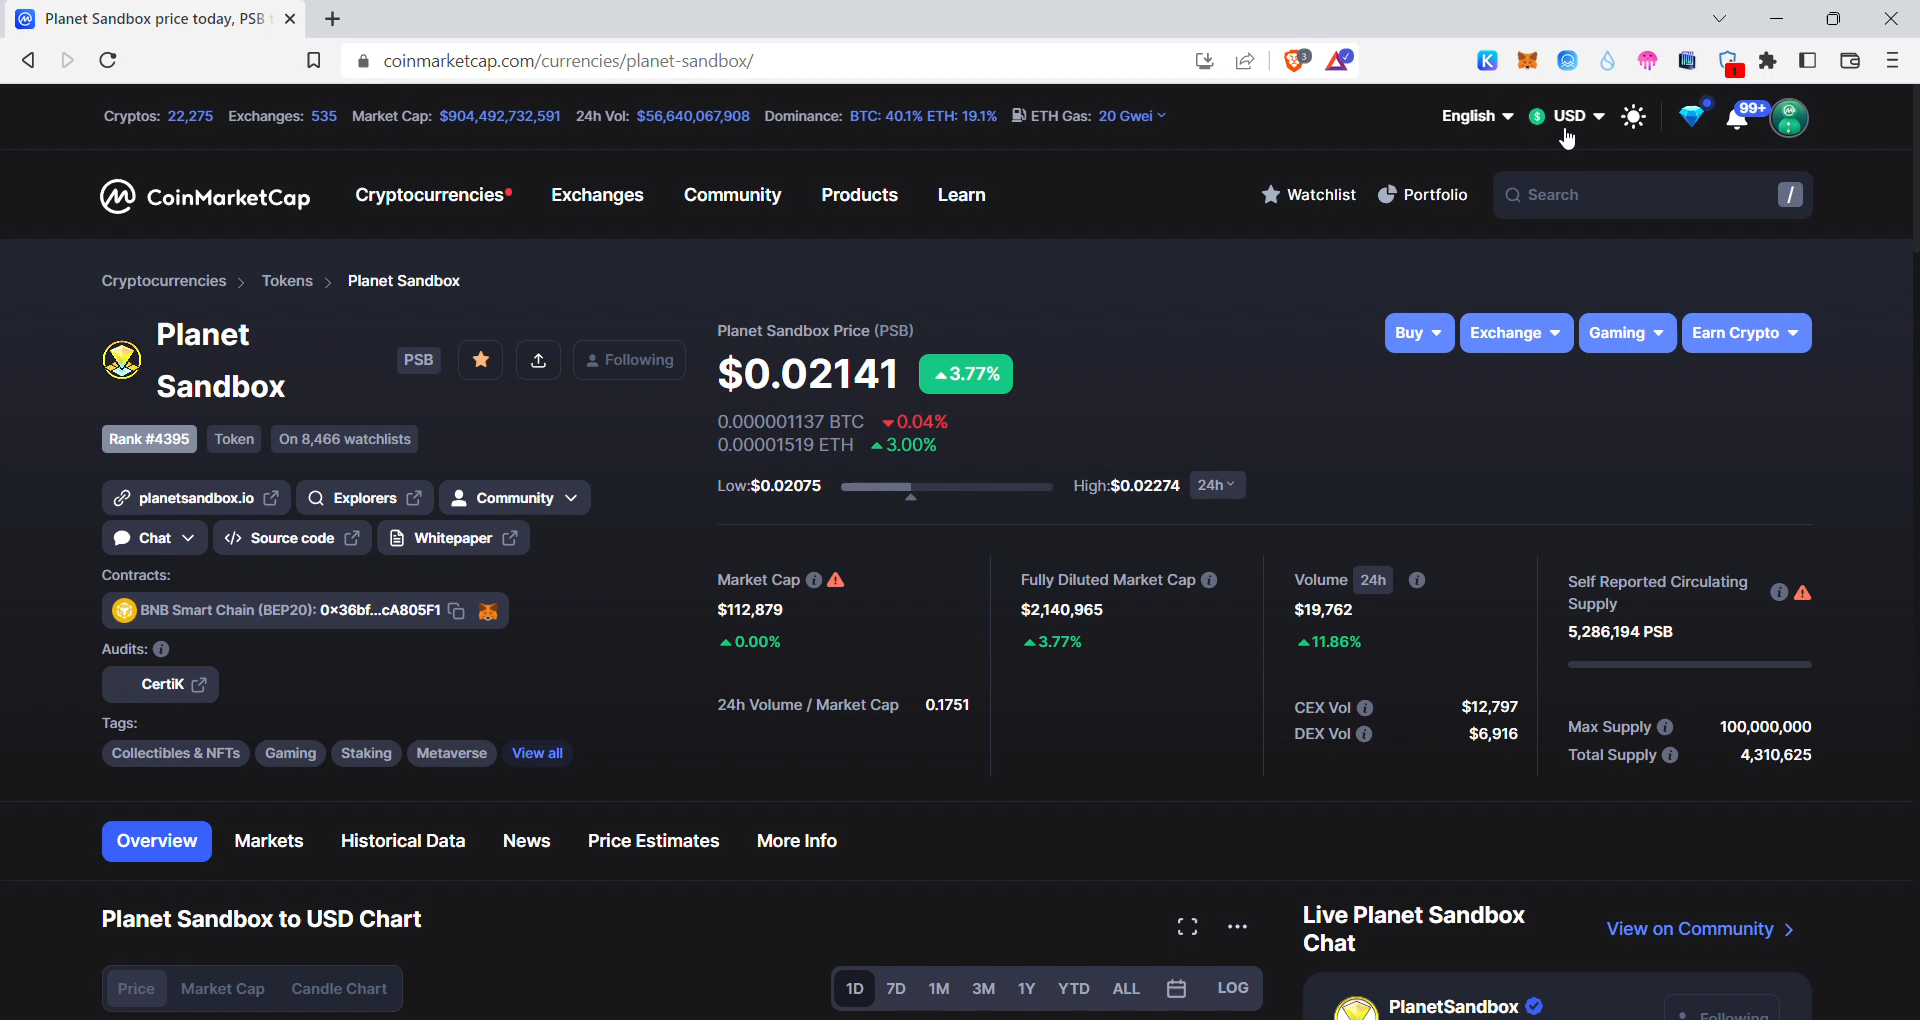 Planet Sandbox price today, PSB
coinmarketcap.com/currencies/planet-sandbox/
3
1
Cryptos: 22,275 Exchanges: 535 Market Cap: $904,492,732,591 24h Vol: $56,640,067,908 Dominance: BTC: 40.1% ETH: 19.1% ETH Gas: 20 Gwei
English USD 99+
CoinMarketCap Cryptocurrencies Exchanges Community Products Learn Watchlist Portfolio Search /
Cryptocurrencies > Tokens > Planet Sandbox
Planet
Sandbox
PSB Following
Rank #4395 Token On 8,466 watchlists
planetsandbox.io Explorers Community
Chat Source code Whitepaper
Contracts:
BNB Smart Chain (BEP20): 0x36bf...cA805F1
Audits:
CertiK
Tags:
Collectibles & NFTs Gaming Staking Metaverse View all
Planet Sandbox Price (PSB)
$0.02141 3.77%
0.000001137 BTC 0.04%
0.00001519 ETH 3.00%
Low:$0.02075 High:$0.02274 24h
Buy Exchange Gaming Earn Crypto
Market Cap
$112,879
0.00%
24h Volume / Market Cap 0.1751
Fully Diluted Market Cap
$2,140,965
3.77%
Volume 24h
$19,762
11.86%
CEX Vol $12,797
DEX Vol $6,916
Self Reported Circulating
Supply
5,286,194 PSB
Max Supply 100,000,000
Total Supply 4,310,625
Overview Markets Historical Data News Price Estimates More Info
Planet Sandbox to USD Chart
Price Market Cap Candle Chart
1D 7D 1M 3M 1Y YTD ALL LOG
Live Planet Sandbox
Chat
View on Community >
PlanetSandbox
Following